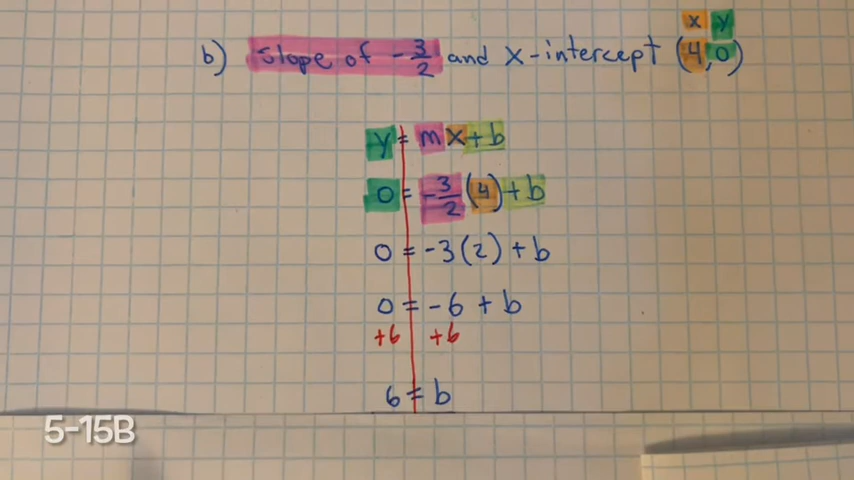 x y
b) Slope of -3/2 and x-intercept (4,0)
y = mx + b
0 = -3/2 (4) + b
0 = -3(2) + b
0 = -6 + b
+6 +6
6 = b
5-15B